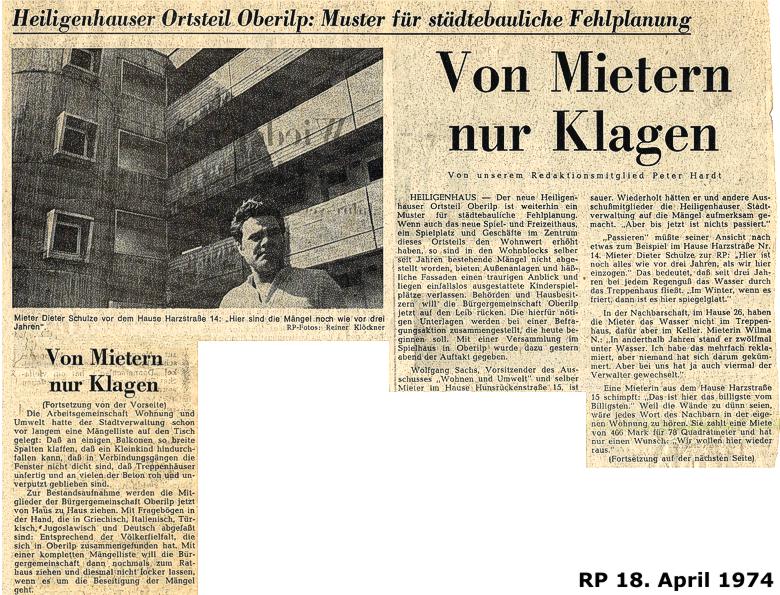 Heiligenhauser Ortsteil Oberilp: Muster für städtebauliche Fehlplanung
Von Mietern
nur Klagen
Von unserem Redaktionsmitglied Peter Hardt
HEILIGENHAUS — Der neue Heiligen-
hauser Ortsteil Oberilp ist weiterhin ein
Muster für städtebauliche Fehlplanung.
Wenn auch das neue Spiel- und Freizeithaus,
ein Spielplatz und Geschäfte im Zentrum
dieses Ortsteils den Wohnwert erhöht
haben, so sind in den Wohnblocks selber
seit Jahren bestehende Mängel nicht ab-
gestellt worden, bieten Außenanlagen und häß-
liche Fassaden einen traurigen Anblick und
liegen einfallslos ausgestattete Kinderspiel-
plätze verlassen. Behörden und Hausbesit-
zern will die Bürgergemeinschaft Oberilp
jetzt auf den Leib rücken. Die hierfür nöti-
gen Unterlagen werden bei einer Befra-
gungsaktion zusammengestellt, die heute be-
ginnen soll. Mit einer Versammlung im
Spielhaus in Oberilp wurde dazu gestern
abend der Auftakt gegeben.
Wolfgang Sachs, Vorsitzender des Aus-
schusses „Wohnen und Umwelt" und selber
Mieter im Hause Hunsrückenstraße 15, ist
sauer. Wiederholt hätten er und andere Aus-
schußmitglieder die Heiligenhauser Stadt-
verwaltung auf die Mängel aufmerksam ge-
macht. „Aber bis jetzt ist nichts passiert."
„Passieren" müßte seiner Ansicht nach
etwas zum Beispiel im Hause Harzstraße Nr.
14. Mieter Dieter Schulze zur RP: „Hier ist
noch alles wie vor drei Jahren, als wir hier
einzogen." Das bedeutet, daß seit drei Jah-
ren bei jedem Regenguß das Wasser durch
das Treppenhaus fließt. „Im Winter, wenn es
friert, dann ist es hier spiegelglatt."
In der Nachbarschaft, im Hause 26, haben
die Mieter das Wasser nicht im Treppen-
haus, dafür aber im Keller. Mieterin Wilma
N.: „In anderthalb Jahren stand er zwölfmal
unter Wasser. Ich habe das mehrfach rekla-
miert, aber niemand hat sich darum geküm-
mert. Aber bei uns hat ja auch viermal der
Verwalter gewechselt."
Eine Mieterin aus dem Hause Harzstraße
15 schimpft: „Das ist hier das billigste vom
Billigsten." Weil die Wände zu dünn seien,
wäre jedes Wort des Nachbarn in der eige-
nen Wohnung zu hören. Sie zahlt eine Miete
von 466 Mark für 78 Quadratmeter und hat
nur einen Wunsch: „Wir wollen hier wieder
raus."
(Fortsetzung auf der nächsten Seite)
Mieter Dieter Schulze vor dem Hause Harzstraße 14: „Hier sind die Mängel noch wie vor drei
Jahren".
RP-Fotos: Reiner Klöckner
Von Mietern
nur Klagen
(Fortsetzung von der Vorseite)
Die Arbeitsgemeinschaft Wohnung und
Umwelt hatte der Stadtverwaltung schon
vor langem eine Mängelliste auf den Tisch
gelegt: Daß an einigen Balkonen so breite
Spalten klaffen, daß ein Kleinkind hindurch-
fallen kann, daß in Verbindungsgängen die
Fenster nicht dicht sind, daß Treppenhäuser
unfertig und an vielen der Beton roh und un-
verputzt geblieben sind.
Zur Bestandsaufnahme werden die Mit-
glieder der Bürgergemeinschaft Oberilp jetzt
von Haus zu Haus ziehen. Mit Fragebögen in
der Hand, die in Griechisch, Italienisch, Tür-
kisch, Jugoslawisch und Deutsch abgefaßt
sind: Entsprechend der Völkervielfalt, die
sich in Oberilp zusammengefunden hat. Mit
einer kompletten Mängelliste will die Bür-
gergemeinschaft dann nochmals zum Rat-
haus ziehen und diesmal nicht locker lassen,
wenn es um die Beseitigung der Mängel
geht.
RP 18. April 1974